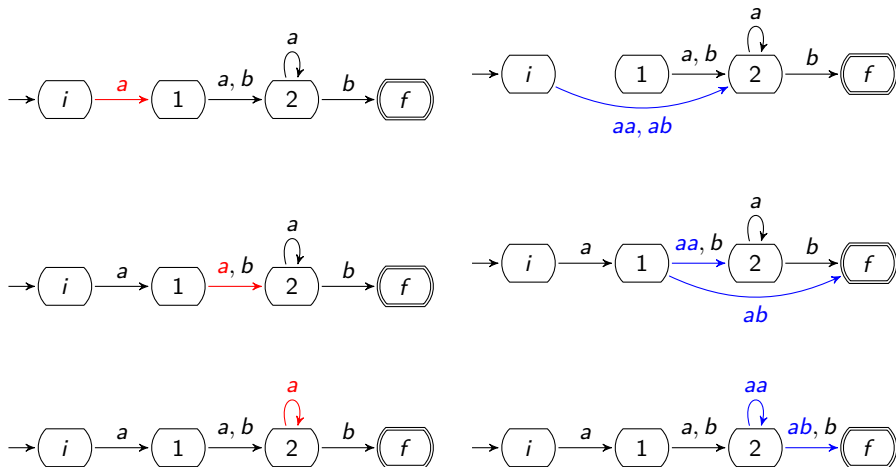 a a
i a 1 a, b 2 b f i 1 a, b 2 b f
aa, ab
a a
i a 1 a, b 2 b f i a 1 aa, b 2 b f
ab
a aa
i a 1 a, b 2 b f i a 1 a, b 2 ab, b f